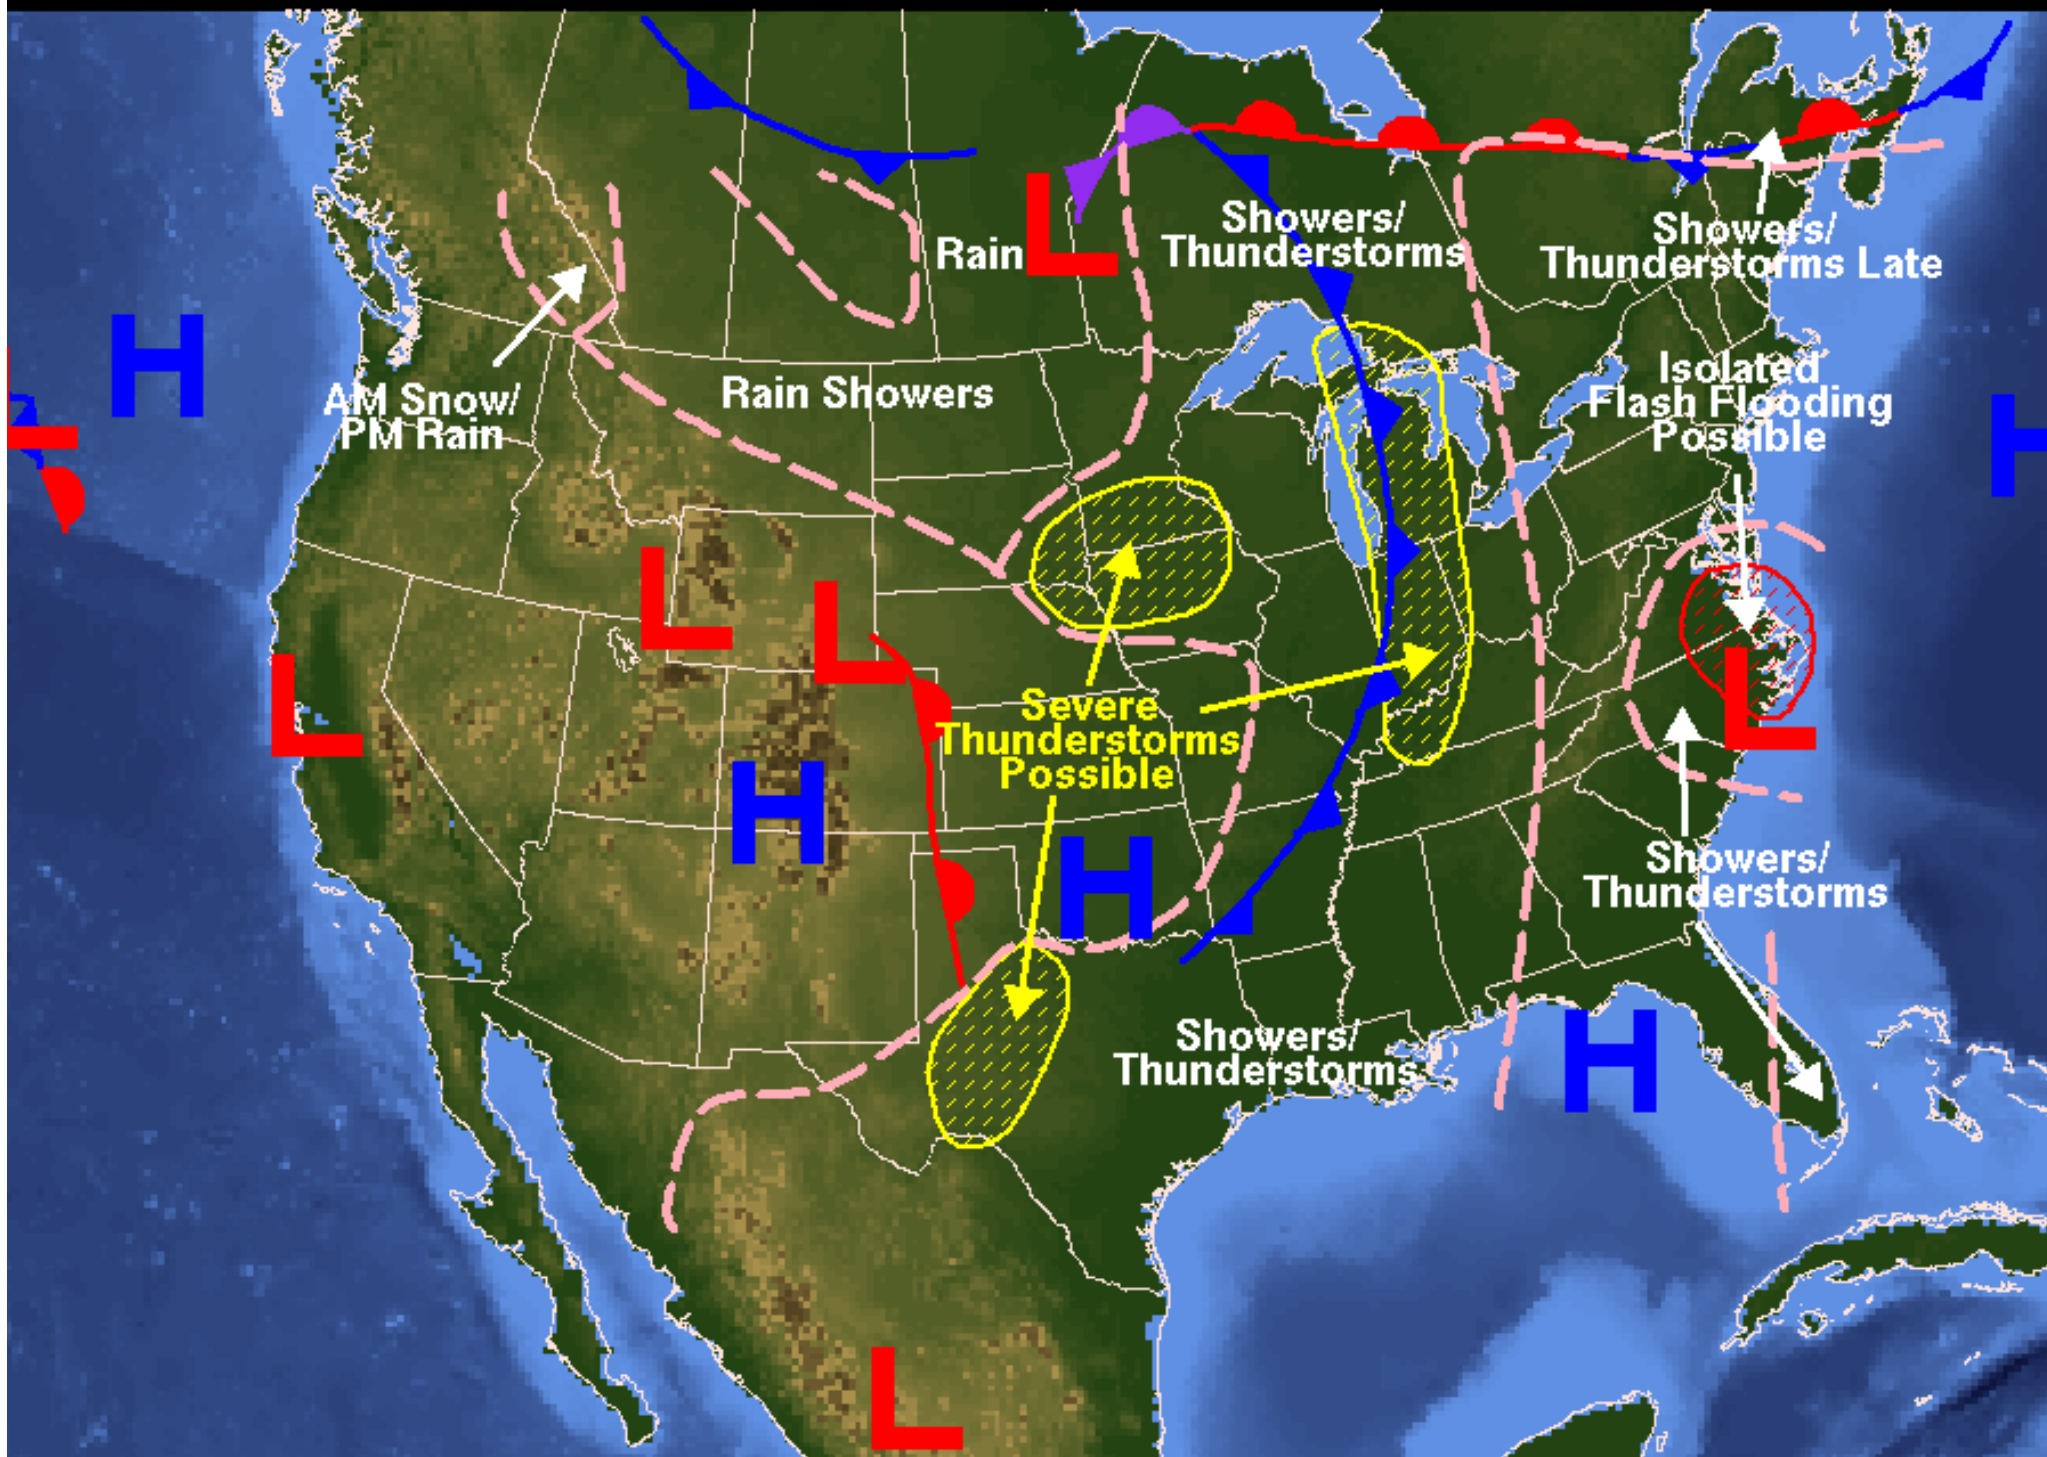 Showers/
Thunderstorms
Showers/
Thunderstorms Late
Rain
L
H
Isolated
Flash Flooding
Possible
AM Snow/
PM Rain
Rain Showers
H
L
L
L
L
L
Severe
Thunderstorms
Possible
H
H
Showers/
Thunderstorms
Showers/
Thunderstorms
H
L